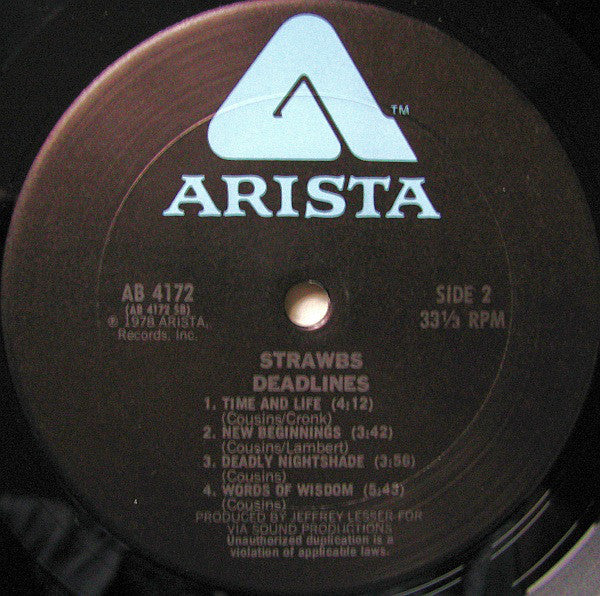 TM
ARISTA
AB 4172
(AB 4172 SB)
℗ 1978 ARISTA,
Records, Inc.
SIDE 2
33⅓ RPM
STRAWBS
DEADLINES
1. TIME AND LIFE (4:12)
(Cousins/Cronk)
2. NEW BEGINNINGS (3:42)
(Cousins/Lambert)
3. DEADLY NIGHTSHADE (3:56)
(Cousins)
4. WORDS OF WISDOM (5:43)
(Cousins)
PRODUCED BY JEFFREY LESSER FOR
VIA SOUND PRODUCTIONS
Unauthorized duplication is a
violation of applicable laws.